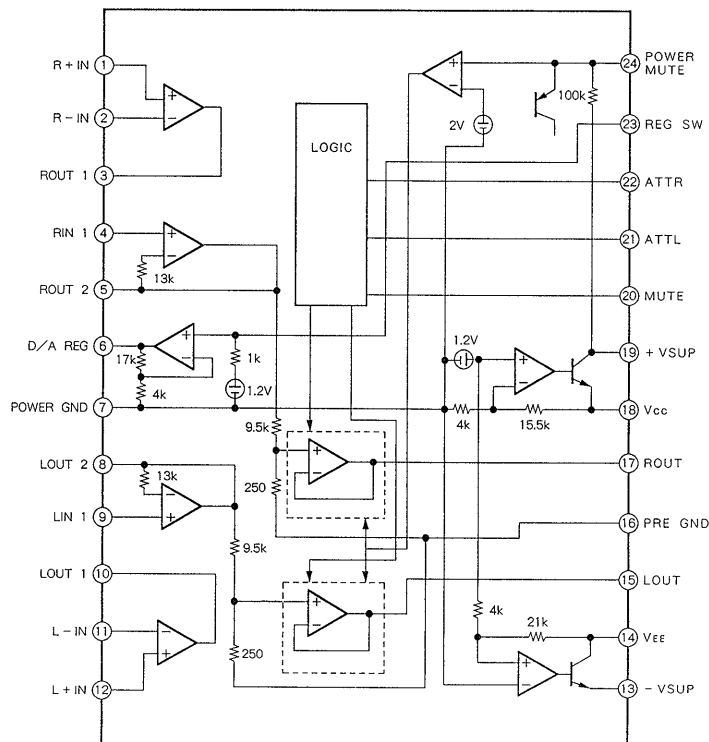 R+IN 1
R-IN 2
ROUT 1 3
RIN 1 4
13k
ROUT 2 5
D/A REG 6
17k
1k
1.2V
4k
POWER GND 7
LOUT 2 8
13k
LIN 1 9
LOUT 1 10
L-IN 11
L+IN 12
+
-
+
-
+
-
-
+
-
+
LOGIC
9.5k
250
9.5k
250
+
-
+
-
+
-
2V
100k
1.2V
+
-
4k
15.5k
4k
21k
+
-
24 POWER
MUTE
23 REG SW
22 ATTR
21 ATTL
20 MUTE
19 +VSUP
18 Vcc
17 ROUT
16 PRE GND
15 LOUT
14 VEE
13 -VSUP